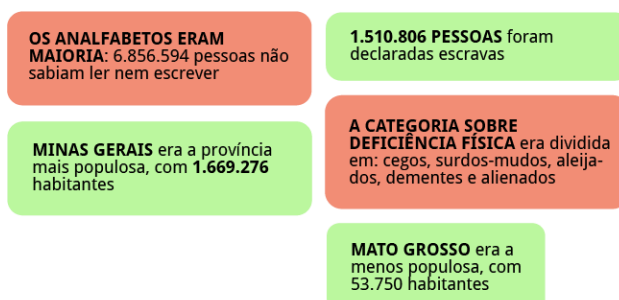 OS ANALFABETOS ERAM
MAIORIA: 6.856.594 pessoas não
sabiam ler nem escrever
MINAS GERAIS era a província
mais populosa, com 1.669.276
habitantes
1.510.806 PESSOAS foram
declaradas escravas
A CATEGORIA SOBRE
DEFICIÊNCIA FÍSICA era dividida
em: cegos, surdos-mudos, aleija-
dos, dementes e alienados
MATO GROSSO era a
menos populosa, com
53.750 habitantes